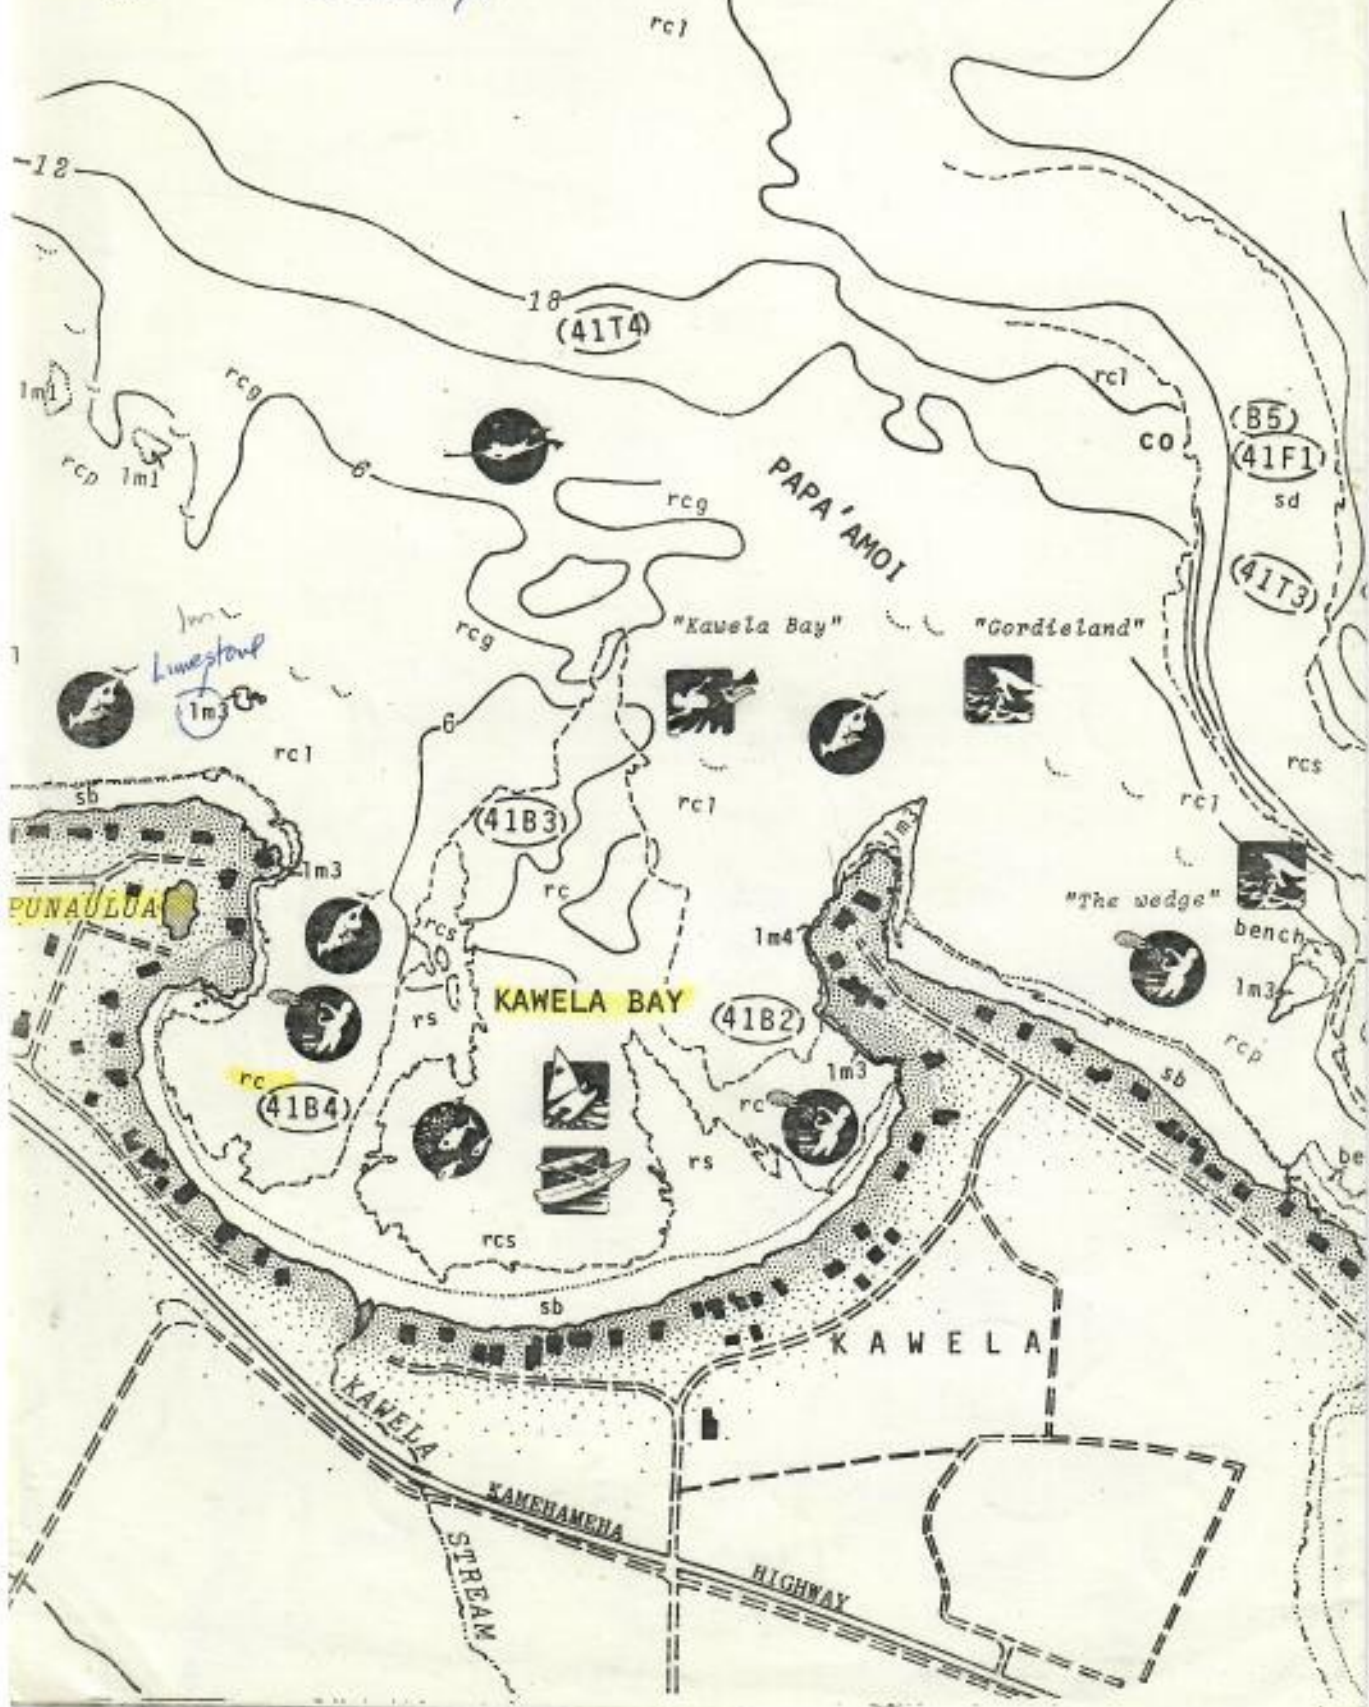 rcl
12
18
(41T4)
lm1
rcg
rcl
(B5)
co
(41F1)
rcp
lm1
6
rcg
sd
PAPA'AMOI
(41T3)
rcg
"Kawela Bay"
"Gordieland"
Limestone
lm3
6
rcl
rcs
sb
rcl
rcl
(41B3)
lm3
lm3
rc
PUNAULUA
rcs
"The wedge"
lm4
bench
lm3
KAWELA BAY
rs
(41B2)
rcp
rc
lm3
sb
(41B4)
rc
rs
be
rcs
sb
KAWELA
KAWELA
STREAM
KAMEHAMEHA
HIGHWAY